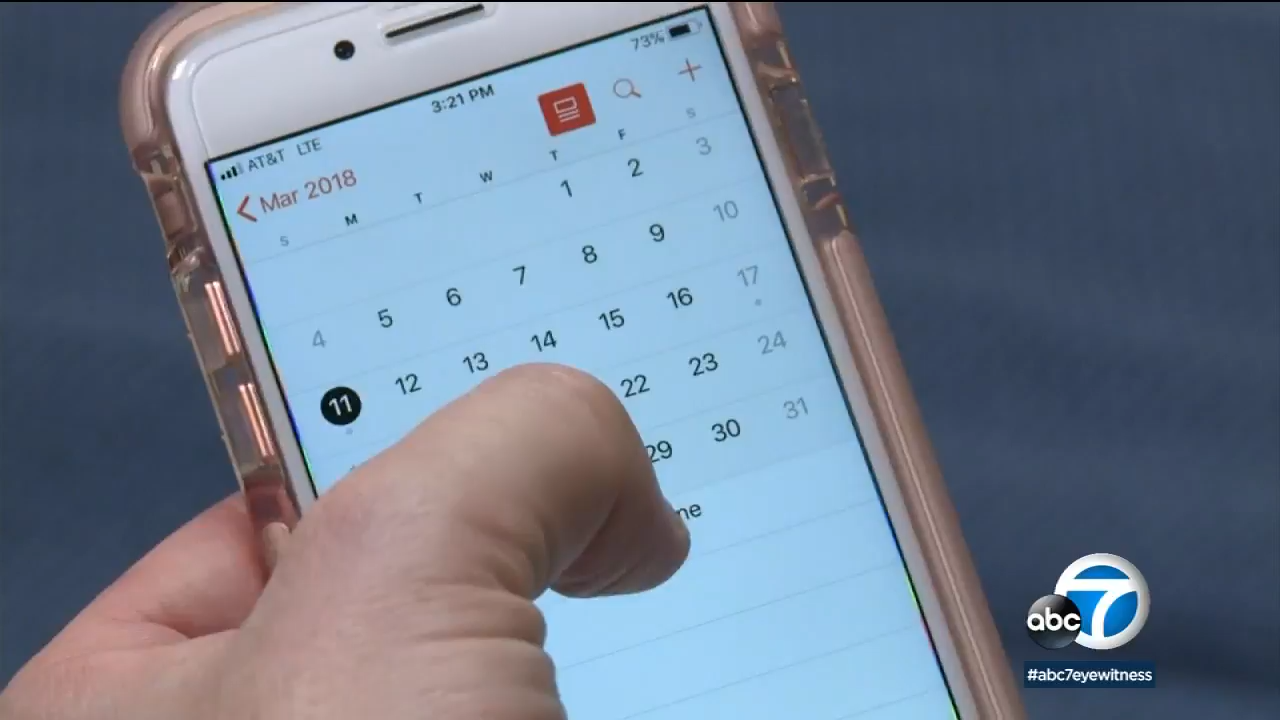 73%
3:21 PM
AT&T LTE
Mar 2018
S M T W T F S
1 2 3
4 5 6 7 8 9 10
11 12 13 14 15 16 17
22 23 24
29 30 31
ne
abc 7
#abc7eyewitness